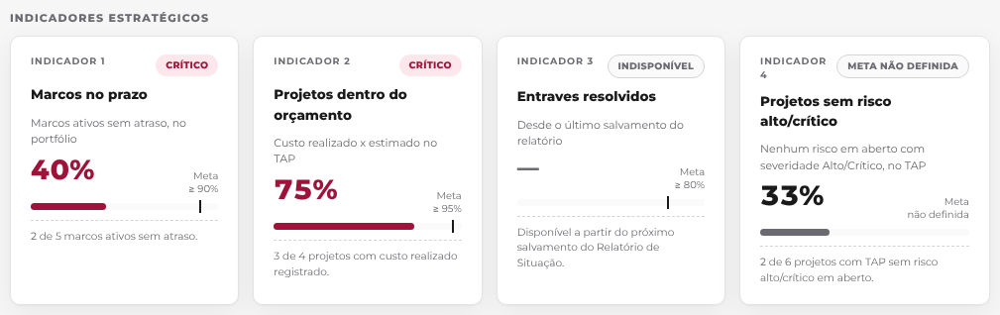 INDICADORES ESTRATÉGICOS
INDICADOR 1
CRÍTICO
Marcos no prazo
Marcos ativos sem atraso, no
portfólio
40%
Meta
≥ 90%
2 de 5 marcos ativos sem atraso.
INDICADOR 2
CRÍTICO
Projetos dentro do
orçamento
Custo realizado x estimado no
TAP
75%
Meta
≥ 95%
3 de 4 projetos com custo realizado
registrado.
INDICADOR 3
INDISPONÍVEL
Entraves resolvidos
Desde o último salvamento do
relatório
—
Meta
≥ 80%
Disponível a partir do próximo
salvamento do Relatório de
Situação.
INDICADOR
4
META NÃO DEFINIDA
Projetos sem risco
alto/crítico
Nenhum risco em aberto com
severidade Alto/Crítico, no TAP
33%
Meta
não definida
2 de 6 projetos com TAP sem risco
alto/crítico em aberto.